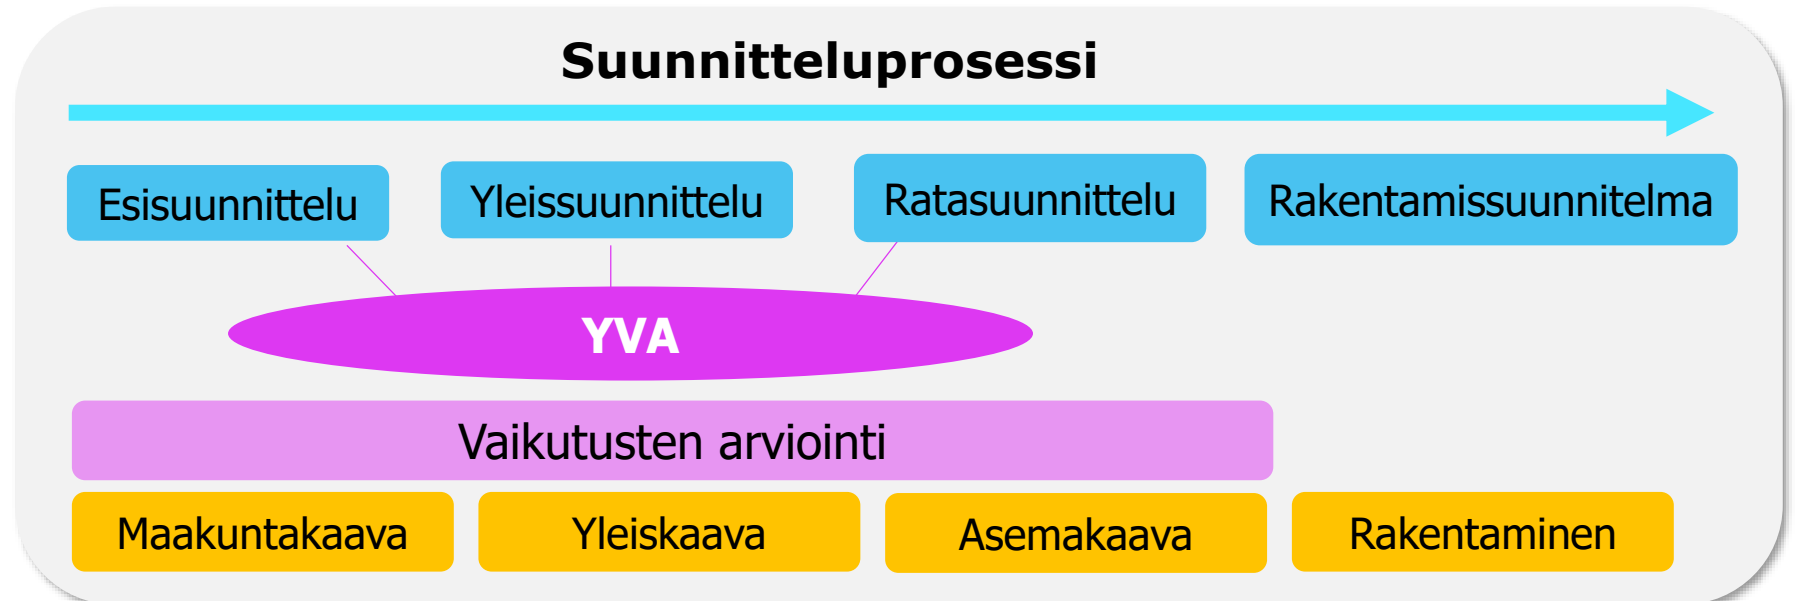 Suunnitteluprosessi
Esisuunnittelu
Yleissuunnittelu
Ratasuunnittelu
Rakentamissuunnitelma
YVA
Vaikutusten arviointi
Maakuntakaava
Yleiskaava
Asemakaava
Rakentaminen